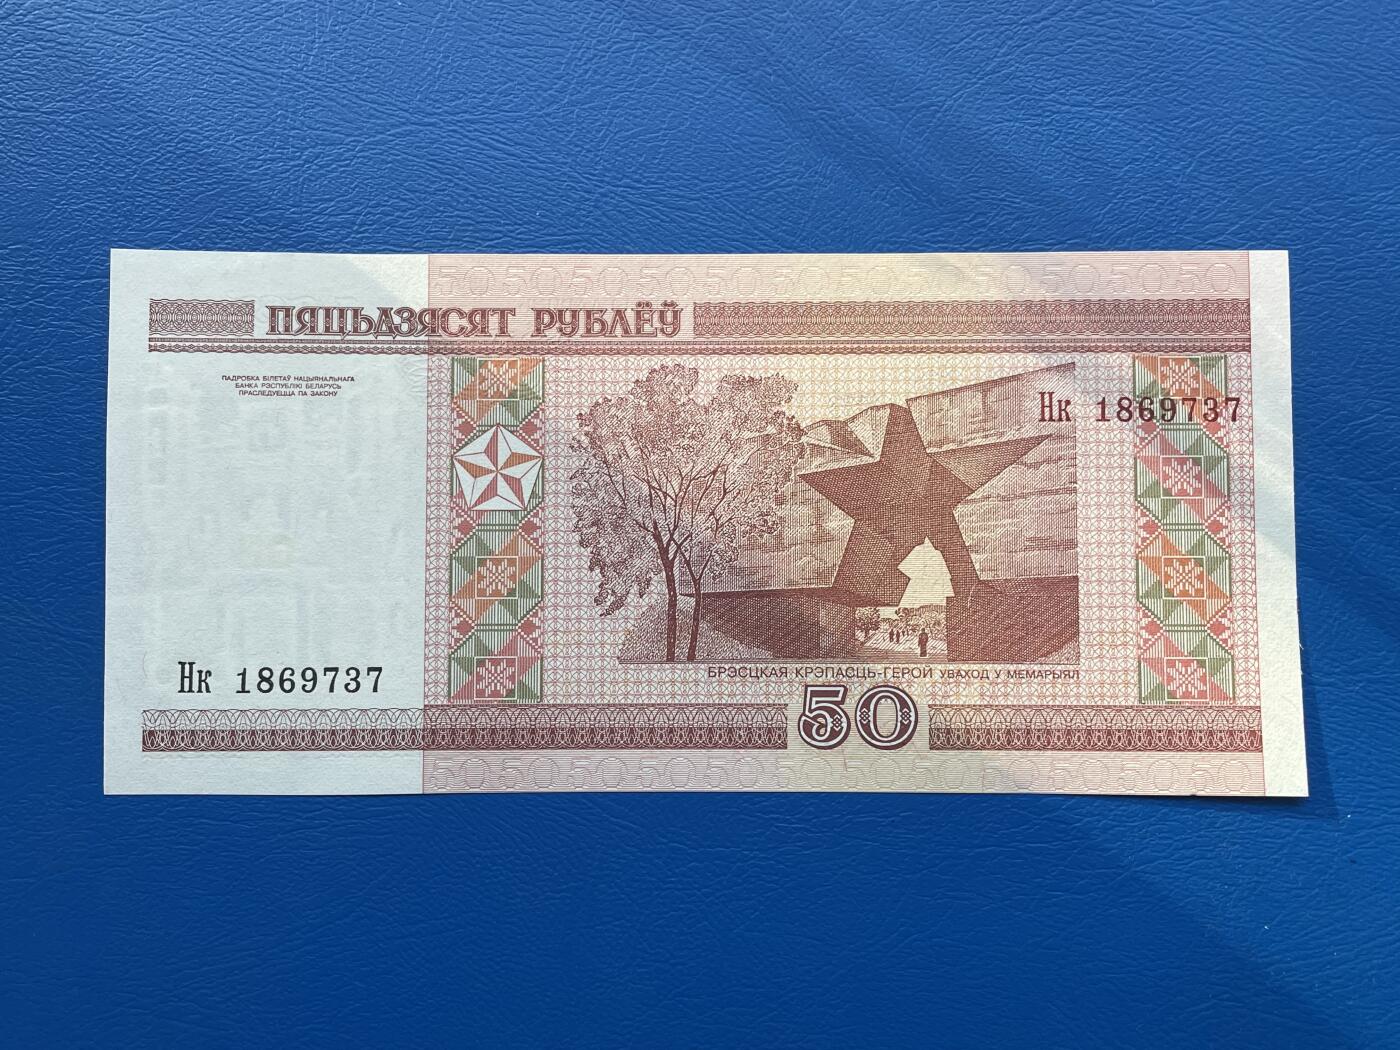 ПЯЦЬДЗЯСЯТ РУБЛЁЎ
ПАДРОБКА БІЛЕТАЎ НАЦЫЯНАЛЬНАГА
БАНКА РЭСПУБЛІКІ БЕЛАРУСЬ
ПРАСЛЕДУЕЦЦА ПА ЗАКОНУ
Нк 1869737
Нк 1869737
БРЭСЦКАЯ КРЭПАСЦЬ-ГЕРОЙ УВАХОД У МЕМАРЫЯЛ
50